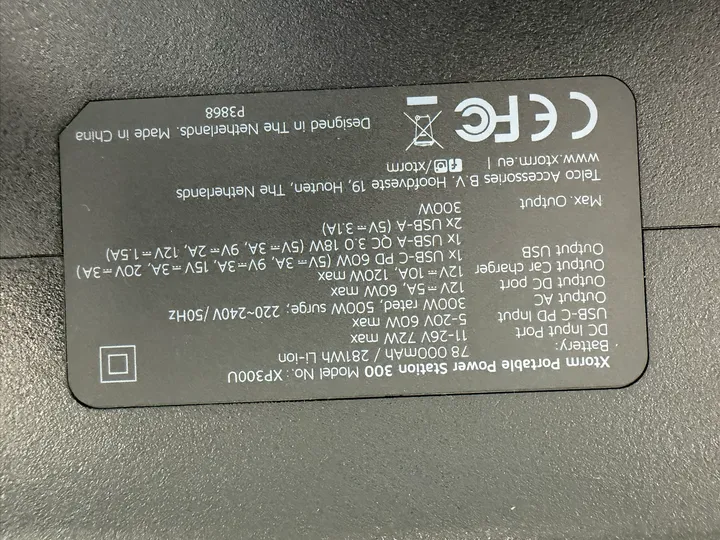 Xtorm Portable Power Station 300 Model No.: XP300U
Battery: 78 000mAh / 281Wh Li-ion
DC Input Port 11-26V 72W max
USB-C PD Input 5-20V 60W max
Output AC 300W rated, 500W surge; 220~240V/50Hz
Output DC port 12V⎓5A, 60W max
Output Car charger 12V⎓10A, 120W max
Output USB 1x USB-C PD 60W (5V⎓3A, 9V⎓3A, 15V⎓3A, 20V⎓3A)
1x USB-A QC 3.0 18W (5V⎓3A, 9V⎓2A, 12V⎓1.5A)
2x USB-A (5V⎓3.1A)
Max. Output 300W
Telco Accessories B.V. Hoofdveste 19, Houten, The Netherlands
www.xtorm.eu | /xtorm
CE FC
Designed in The Netherlands. Made in China
P3868